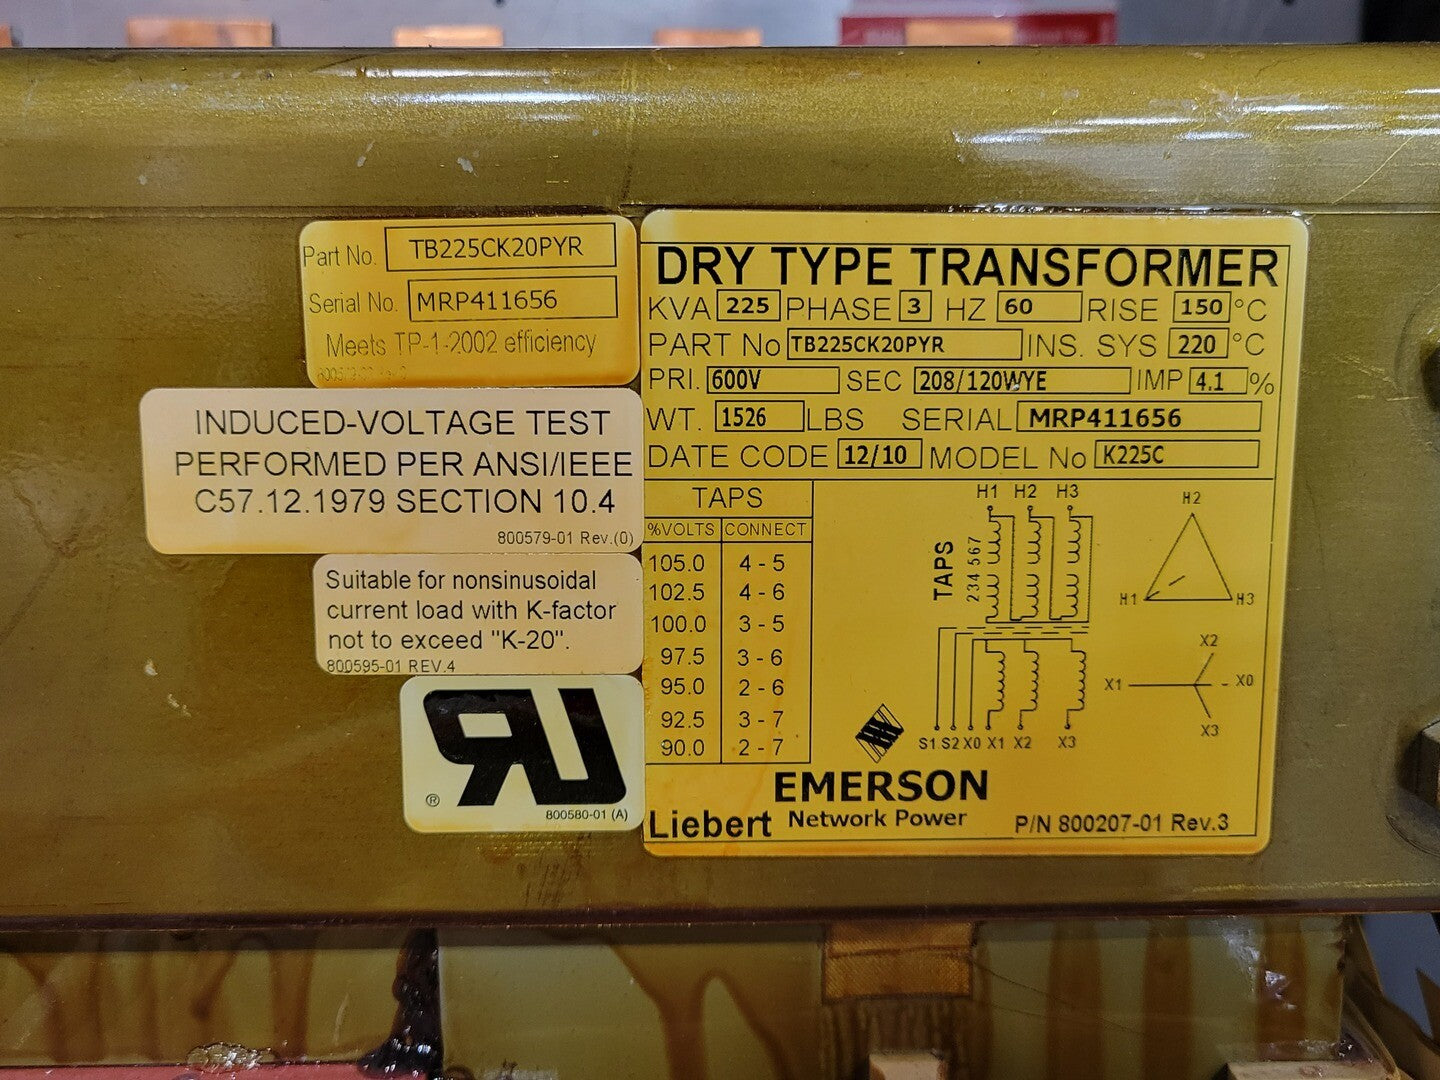 Part No. TB225CK20PYR
Serial No. MRP411656
Meets TP-1-2002 efficiency
INDUCED-VOLTAGE TEST
PERFORMED PER ANSI/IEEE
C57.12.1979 SECTION 10.4
800579-01 Rev.(0)
Suitable for nonsinusoidal
current load with K-factor
not to exceed "K-20".
800595-01 REV.4
®
800580-01 (A)
DRY TYPE TRANSFORMER
KVA 225 PHASE 3 HZ 60 RISE 150 °C
PART No TB225CK20PYR INS. SYS 220 °C
PRI. 600V SEC 208/120WYE IMP 4.1 %
WT. 1526 LBS SERIAL MRP411656
DATE CODE 12/10 MODEL No K225C
TAPS
%VOLTS CONNECT
105.0 4 - 5
102.5 4 - 6
100.0 3 - 5
97.5 3 - 6
95.0 2 - 6
92.5 3 - 7
90.0 2 - 7
H1 H2 H3
TAPS
234 567
S1 S2 X0 X1 X2 X3
H2
H1 H3
X2
X1 X0
X3
EMERSON
Liebert Network Power
P/N 800207-01 Rev.3